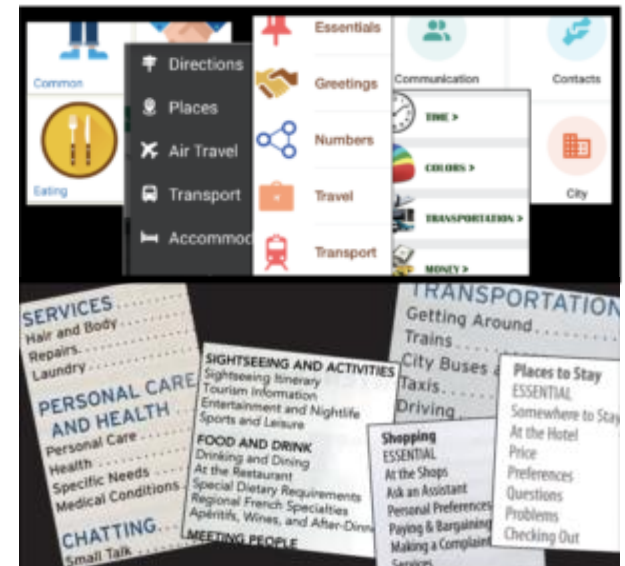 Common
Eating
Directions
Places
Air Travel
Transport
Accommod
Essentials
Greetings
Numbers
Travel
Transport
Communication
Contacts
City
TIME >
COLORS >
TRANSPORTATION >
MONEY >
SERVICES
Hair and Body
Repairs
Laundry
PERSONAL CARE
AND HEALTH
Personal Care
Health
Specific Needs
Medical Conditions
CHATTING
Small Talk
SIGHTSEEING AND ACTIVITIES
Sightseeing Itinerary
Tourism Information
Entertainment and Nightlife
Sports and Leisure
FOOD AND DRINK
Drinking and Dining
At the Restaurant
Special Dietary Requirements
Regional French Specialties
Apéritifs, Wines, and After-Dinn
MEETING PEOPLE
TRANSPORTATION
Getting Around
Trains
City Buses
Taxis
Driving
Shopping
ESSENTIAL
At the Shops
Ask an Assistant
Personal Preferences
Paying & Bargaining
Making a Complaint
Services
Places to Stay
ESSENTIAL
Somewhere to Stay
At the Hotel
Price
Preferences
Questions
Problems
Checking Out